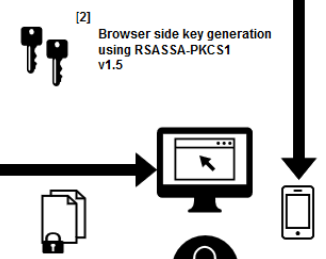 [2]
Browser side key generation
using RSASSA-PKCS1
v1.5